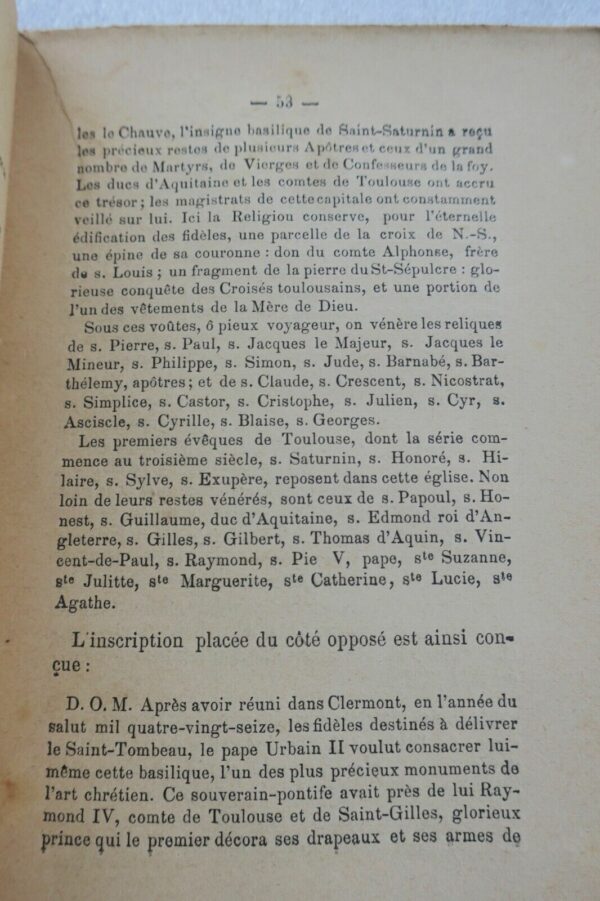 — 53 —
les le Chauve, l'insigne basilique de Saint-Saturnin a reçu
les précieux restes de plusieurs Apôtres et ceux d'un grand
nombre de Martyrs, de Vierges et de Confesseurs de la foy.
Les ducs d'Aquitaine et les comtes de Toulouse ont accru
ce trésor; les magistrats de cette capitale ont constamment
veillé sur lui. Ici la Religion conserve, pour l'éternelle
édification des fidèles, une parcelle de la croix de N.-S.,
une épine de sa couronne : don du comte Alphonse, frère
de s. Louis; un fragment de la pierre du St-Sépulcre : glo-
rieuse conquête des Croisés toulousains, et une portion de
l'un des vêtements de la Mère de Dieu.
Sous ces voûtes, ô pieux voyageur, on vénère les reliques
de s. Pierre, s. Paul, s. Jacques le Majeur, s. Jacques le
Mineur, s. Philippe, s. Simon, s. Jude, s. Barnabé, s. Bar-
thélemy, apôtres; et de s. Claude, s. Crescent, s. Nicostrat,
s. Simplice, s. Castor, s. Cristophe, s. Julien, s. Cyr, s.
Asciscle, s. Cyrille, s. Blaise, s. Georges.
Les premiers évêques de Toulouse, dont la série com-
mence au troisième siècle, s. Saturnin, s. Honoré, s. Hi-
laire, s. Sylve, s. Exupère, reposent dans cette église. Non
loin de leurs restes vénérés, sont ceux de s. Papoul, s. Ho-
nest, s. Guillaume, duc d'Aquitaine, s. Edmond roi d'An-
gleterre, s. Gilles, s. Gilbert, s. Thomas d'Aquin, s. Vin-
cent-de-Paul, s. Raymond, s. Pie V, pape, ste Suzanne,
ste Julitte, ste Marguerite, ste Catherine, ste Lucie, ste
Agathe.
L'inscription placée du côté opposé est ainsi con-
çue :
D. O. M. Après avoir réuni dans Clermont, en l'année du
salut mil quatre-vingt-seize, les fidèles destinés à délivrer
le Saint-Tombeau, le pape Urbain II voulut consacrer lui-
même cette basilique, l'un des plus précieux monuments de
l'art chrétien. Ce souverain-pontife avait près de lui Ray-
mond IV, comte de Toulouse et de Saint-Gilles, glorieux
prince qui le premier décora ses drapeaux et ses armes de